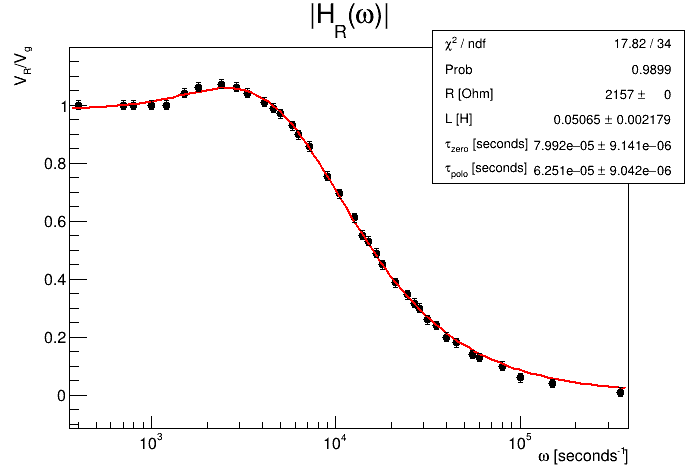 |H_R(ω)|
V_R/V_g
χ² / ndf 17.82 / 34
Prob 0.9899
R [Ohm] 2157 ± 0
L [H] 0.05065 ± 0.002179
τ_zero [seconds] 7.992e−05 ± 9.141e−06
τ_polo [seconds] 6.251e−05 ± 9.042e−06
1
0.8
0.6
0.4
0.2
0
10³ 10⁴ 10⁵
ω [seconds⁻¹]